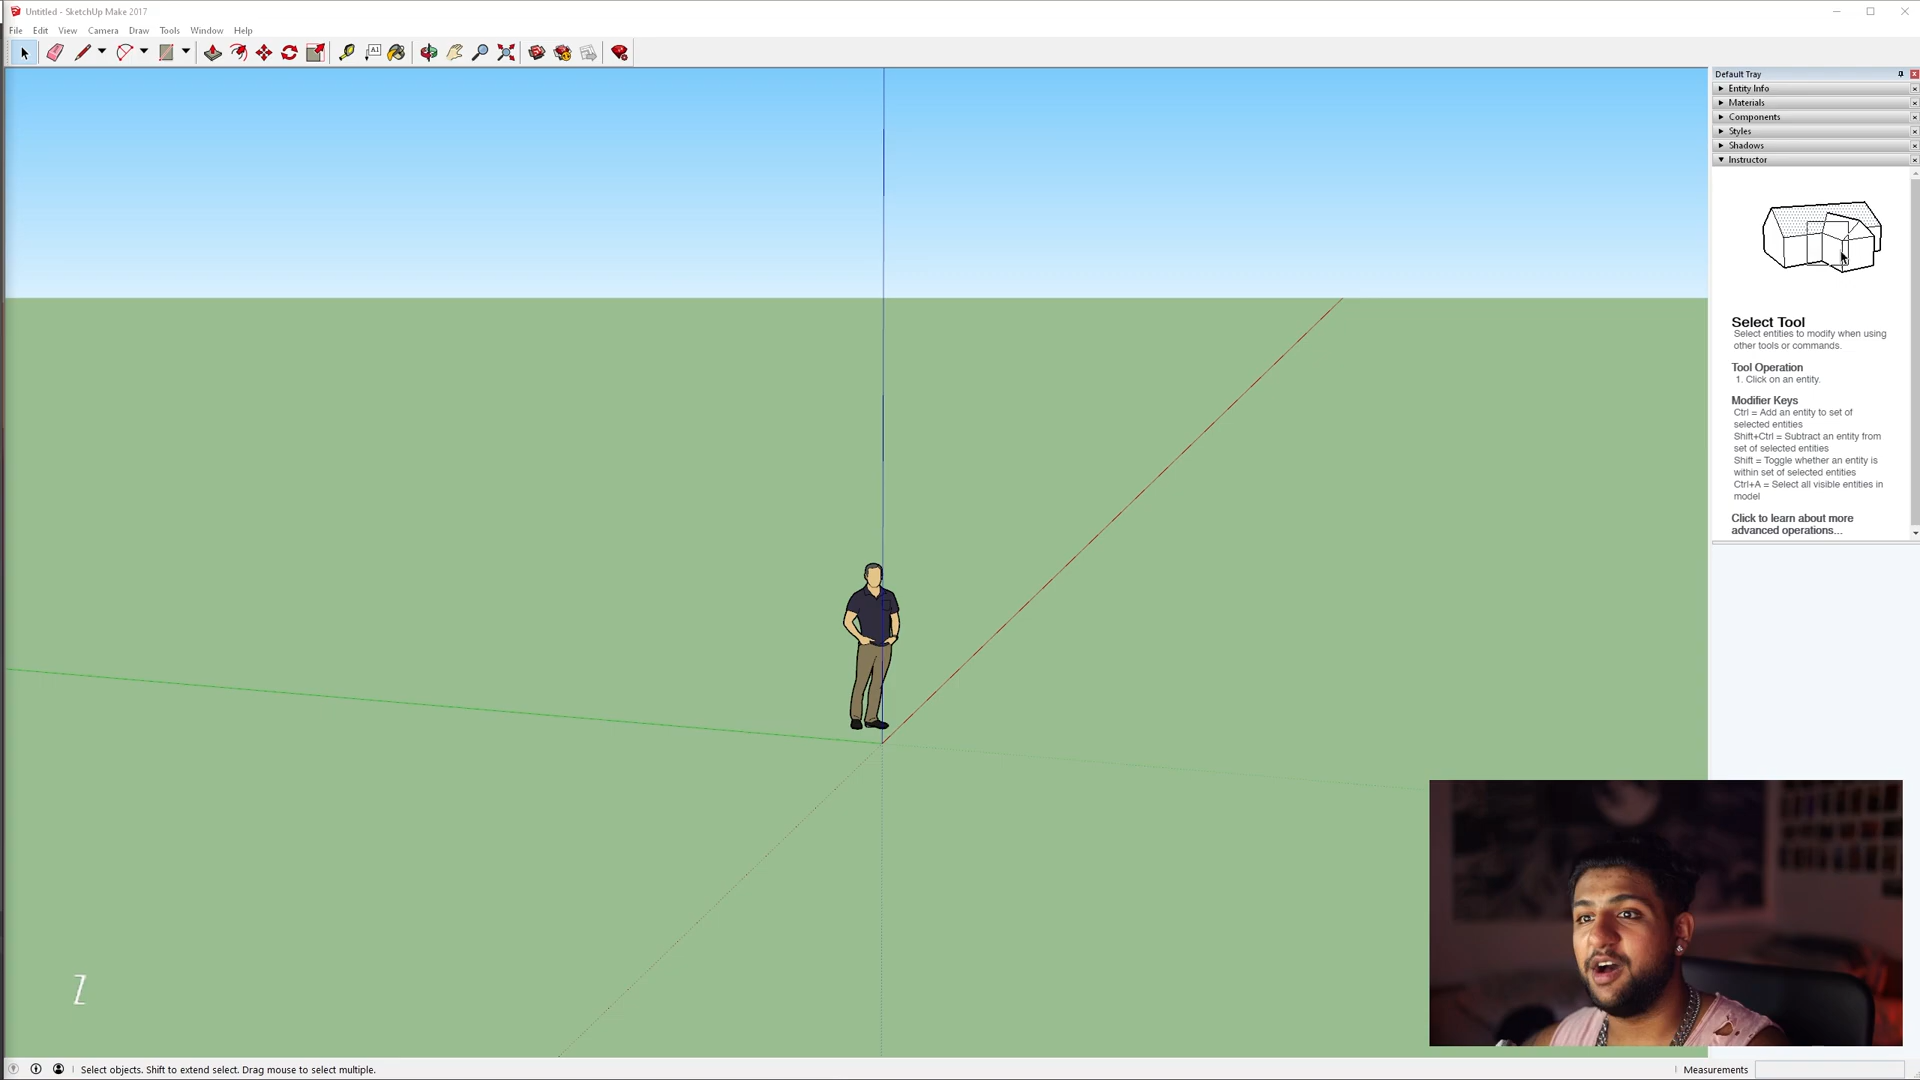 Untitled - SketchUp Make 2017
File Edit View Camera Draw Tools Window Help
A1
Default Tray
Entity Info
Materials
Components
Styles
Shadows
Instructor
Select Tool
Select entities to modify when using
other tools or commands.
Tool Operation
1. Click on an entity.
Modifier Keys
Ctrl = Add an entity to set of
selected entities
Shift+Ctrl = Subtract an entity from
set of selected entities
Shift = Toggle whether an entity is
within set of selected entities
Ctrl+A = Select all visible entities in
model
Click to learn about more
advanced operations...
Z
Select objects. Shift to extend select. Drag mouse to select multiple.
Measurements